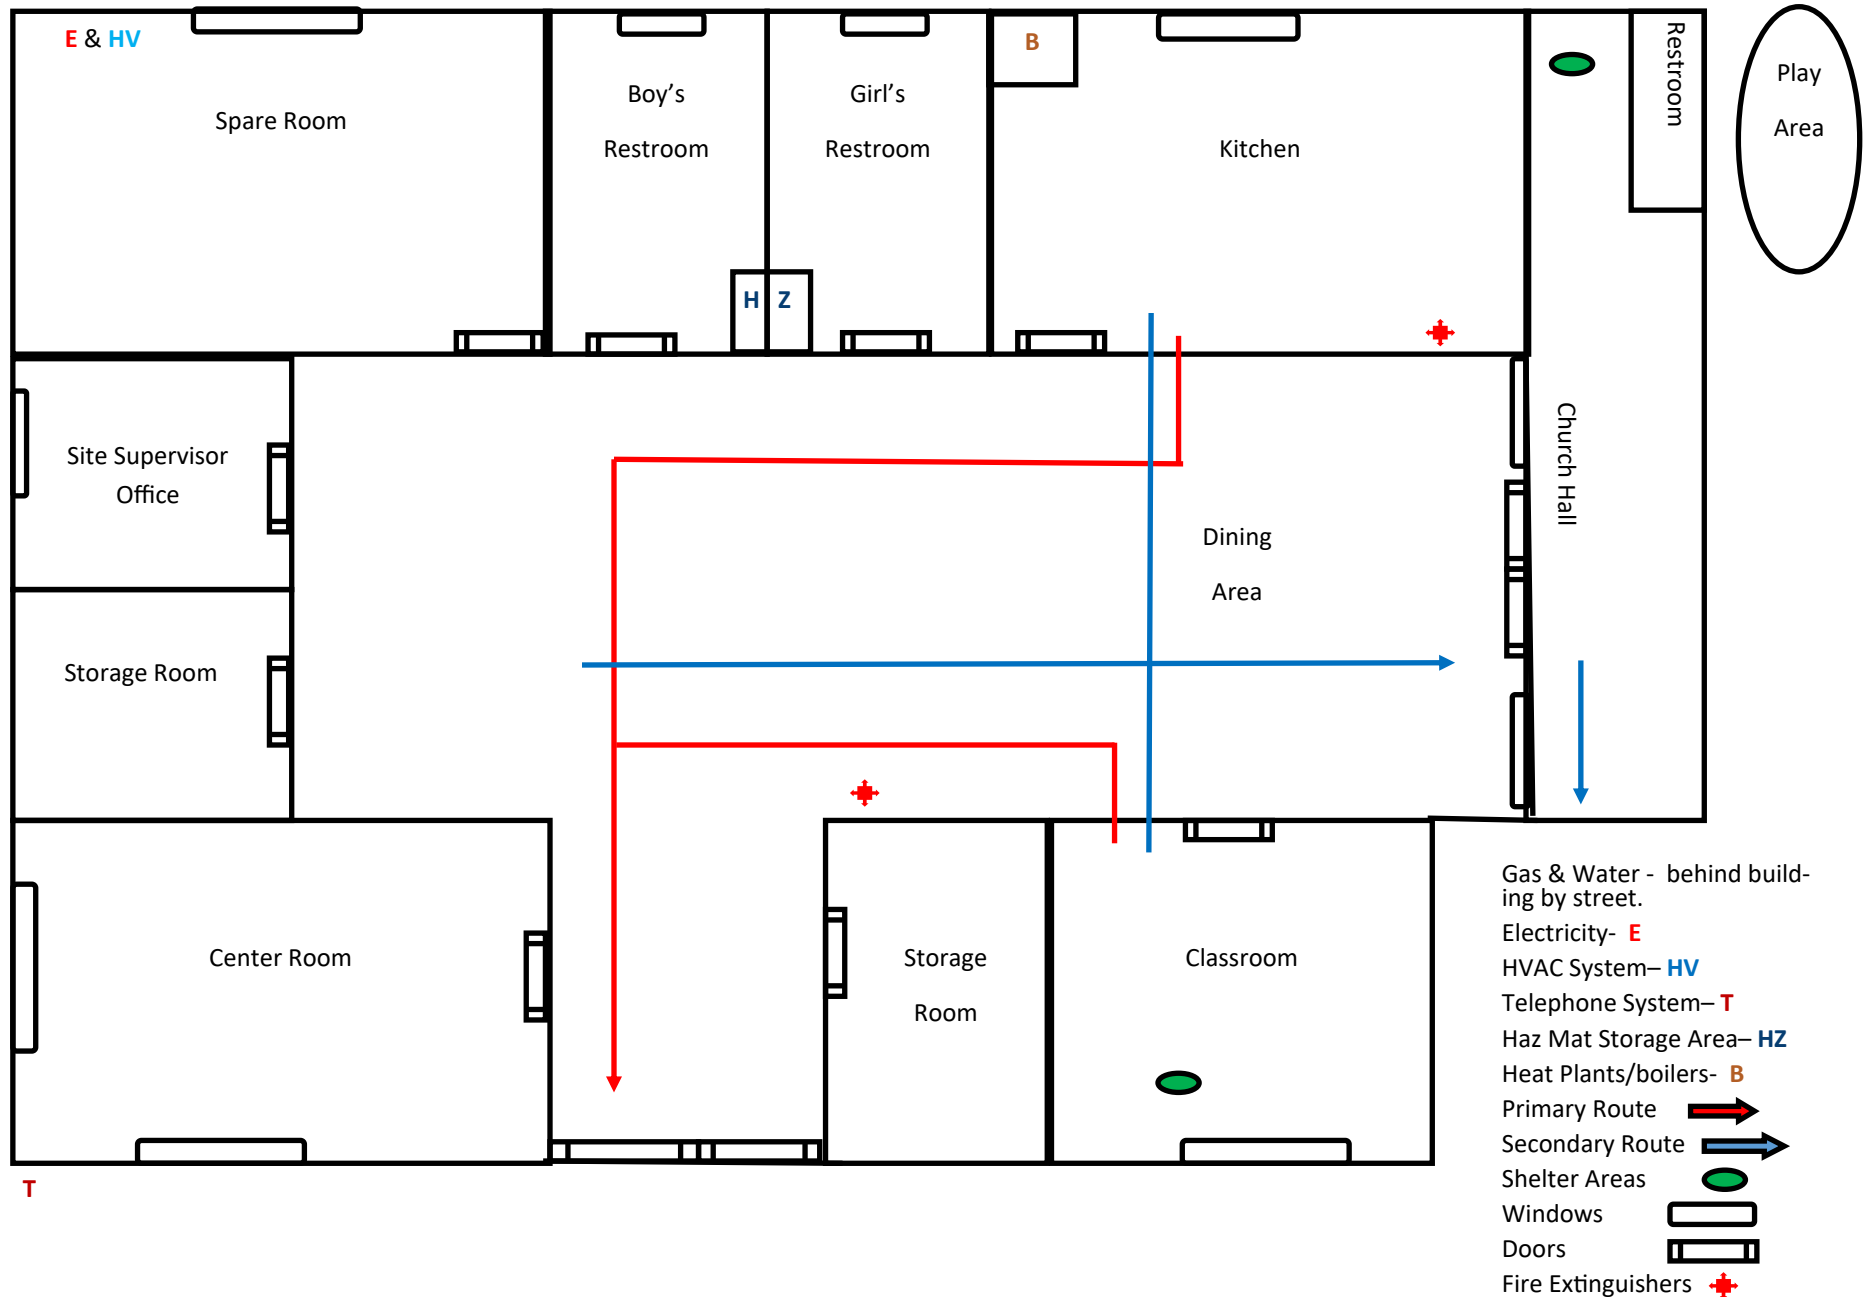 E & HV
Spare Room
Boy’s
Restroom
Girl’s
Restroom
B
Kitchen
Restroom
Play
Area
H Z
Site Supervisor
Office
Church Hall
Dining
Area
Storage Room
Center Room
Storage
Room
Classroom
T
Gas & Water -  behind build-
ing by street.
Electricity-  E
HVAC System– HV
Telephone System– T
Haz Mat Storage Area– HZ
Heat Plants/boilers-  B
Primary Route
Secondary Route
Shelter Areas
Windows
Doors
Fire Extinguishers